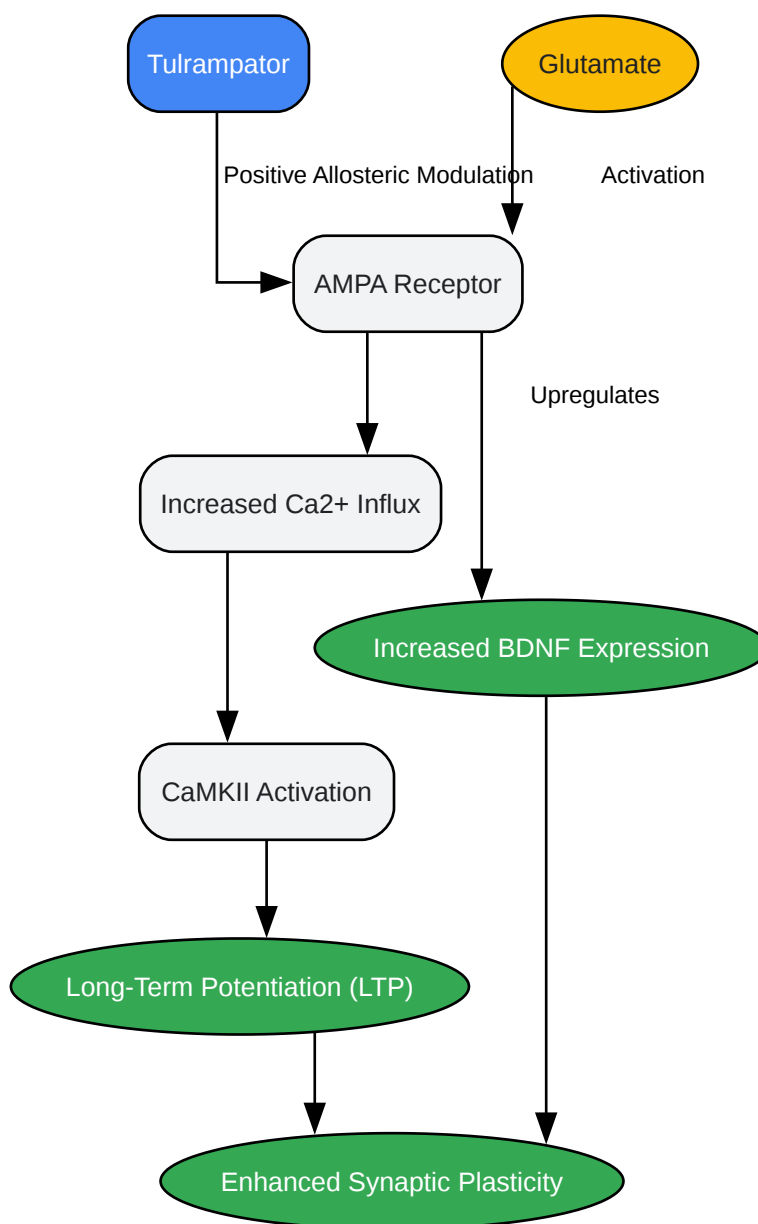 Tulrampator
Glutamate
Positive Allosteric Modulation
Activation
AMPA Receptor
Upregulates
Increased Ca2+ Influx
Increased BDNF Expression
CaMKII Activation
Long-Term Potentiation (LTP)
Enhanced Synaptic Plasticity